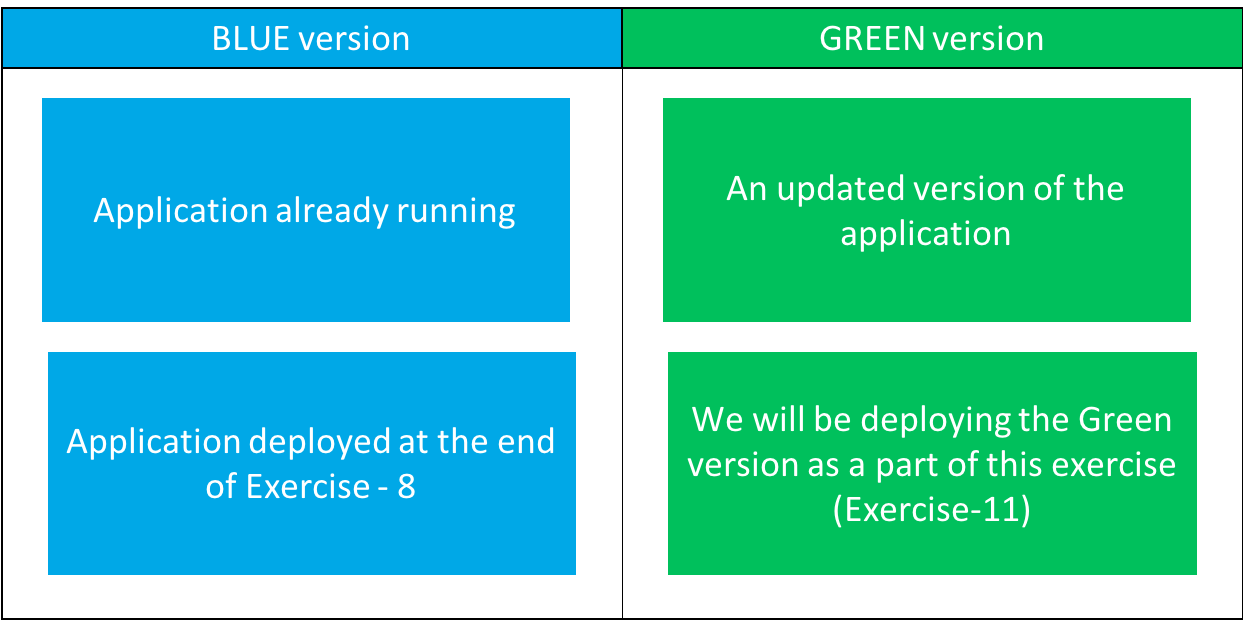 BLUE version
GREEN version
Application already running
An updated version of the
application
Application deployed at the end
of Exercise - 8
We will be deploying the Green
version as a part of this exercise
(Exercise-11)